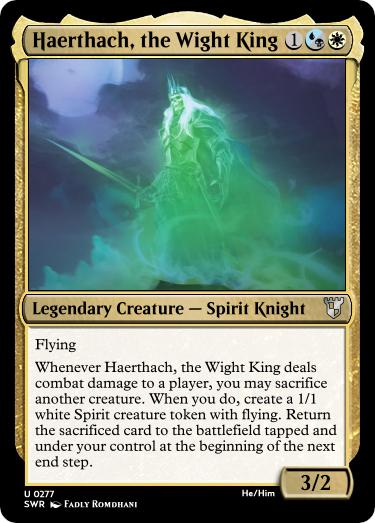 Haerthach, the Wight King 1
Legendary Creature — Spirit Knight
Flying
Whenever Haerthach, the Wight King deals
combat damage to a player, you may sacrifice
another creature. When you do, create a 1/1
white Spirit creature token with flying. Return
the sacrificed card to the battlefield tapped and
under your control at the beginning of the next
end step.
3/2
U 0277
He/Him
SWR Fadly Romdhani